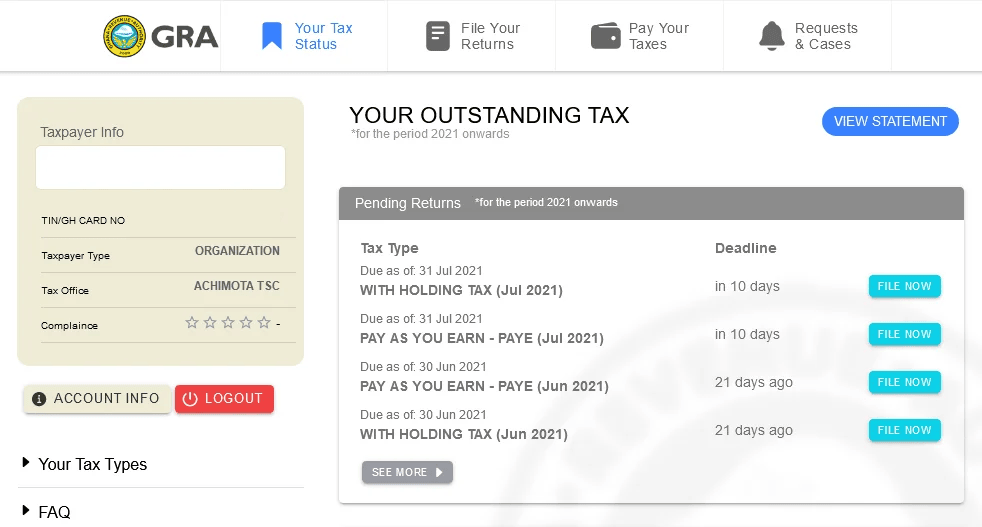 GRA
Your Tax
Status
File Your
Returns
Pay Your
Taxes
Requests
& Cases
Taxpayer Info
TIN/GH CARD NO
Taxpayer Type
ORGANIZATION
Tax Office
ACHIMOTA TSC
Complaince
-
ACCOUNT INFO
LOGOUT
Your Tax Types
FAQ
YOUR OUTSTANDING TAX
*for the period 2021 onwards
VIEW STATEMENT
Pending Returns *for the period 2021 onwards
Tax Type
Deadline
Due as of: 31 Jul 2021
WITH HOLDING TAX (Jul 2021)
in 10 days
FILE NOW
Due as of: 31 Jul 2021
PAY AS YOU EARN - PAYE (Jul 2021)
in 10 days
FILE NOW
Due as of: 30 Jun 2021
PAY AS YOU EARN - PAYE (Jun 2021)
21 days ago
FILE NOW
Due as of: 30 Jun 2021
WITH HOLDING TAX (Jun 2021)
21 days ago
FILE NOW
SEE MORE